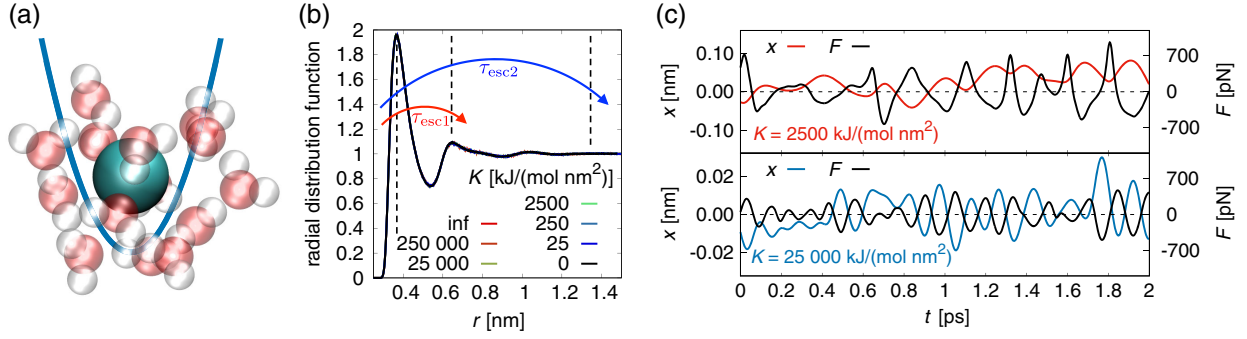 (a)
(b)
radial distribution function
2
1.8
1.6
1.4
1.2
1
0.8
0.6
0.4
0.2
0
τesc2
τesc1
K [kJ/(mol nm²)]
inf
250 000
25 000
2500
250
25
0
0.4 0.6 0.8 1 1.2 1.4
r [nm]
(c)
x F
0.10
0.00
-0.10
x [nm]
700
0
-700
F [pN]
K = 2500 kJ/(mol nm²)
x F
0.02
0.00
-0.02
x [nm]
700
0
-700
F [pN]
K = 25 000 kJ/(mol nm²)
0 0.2 0.4 0.6 0.8 1 1.2 1.4 1.6 1.8 2
t [ps]